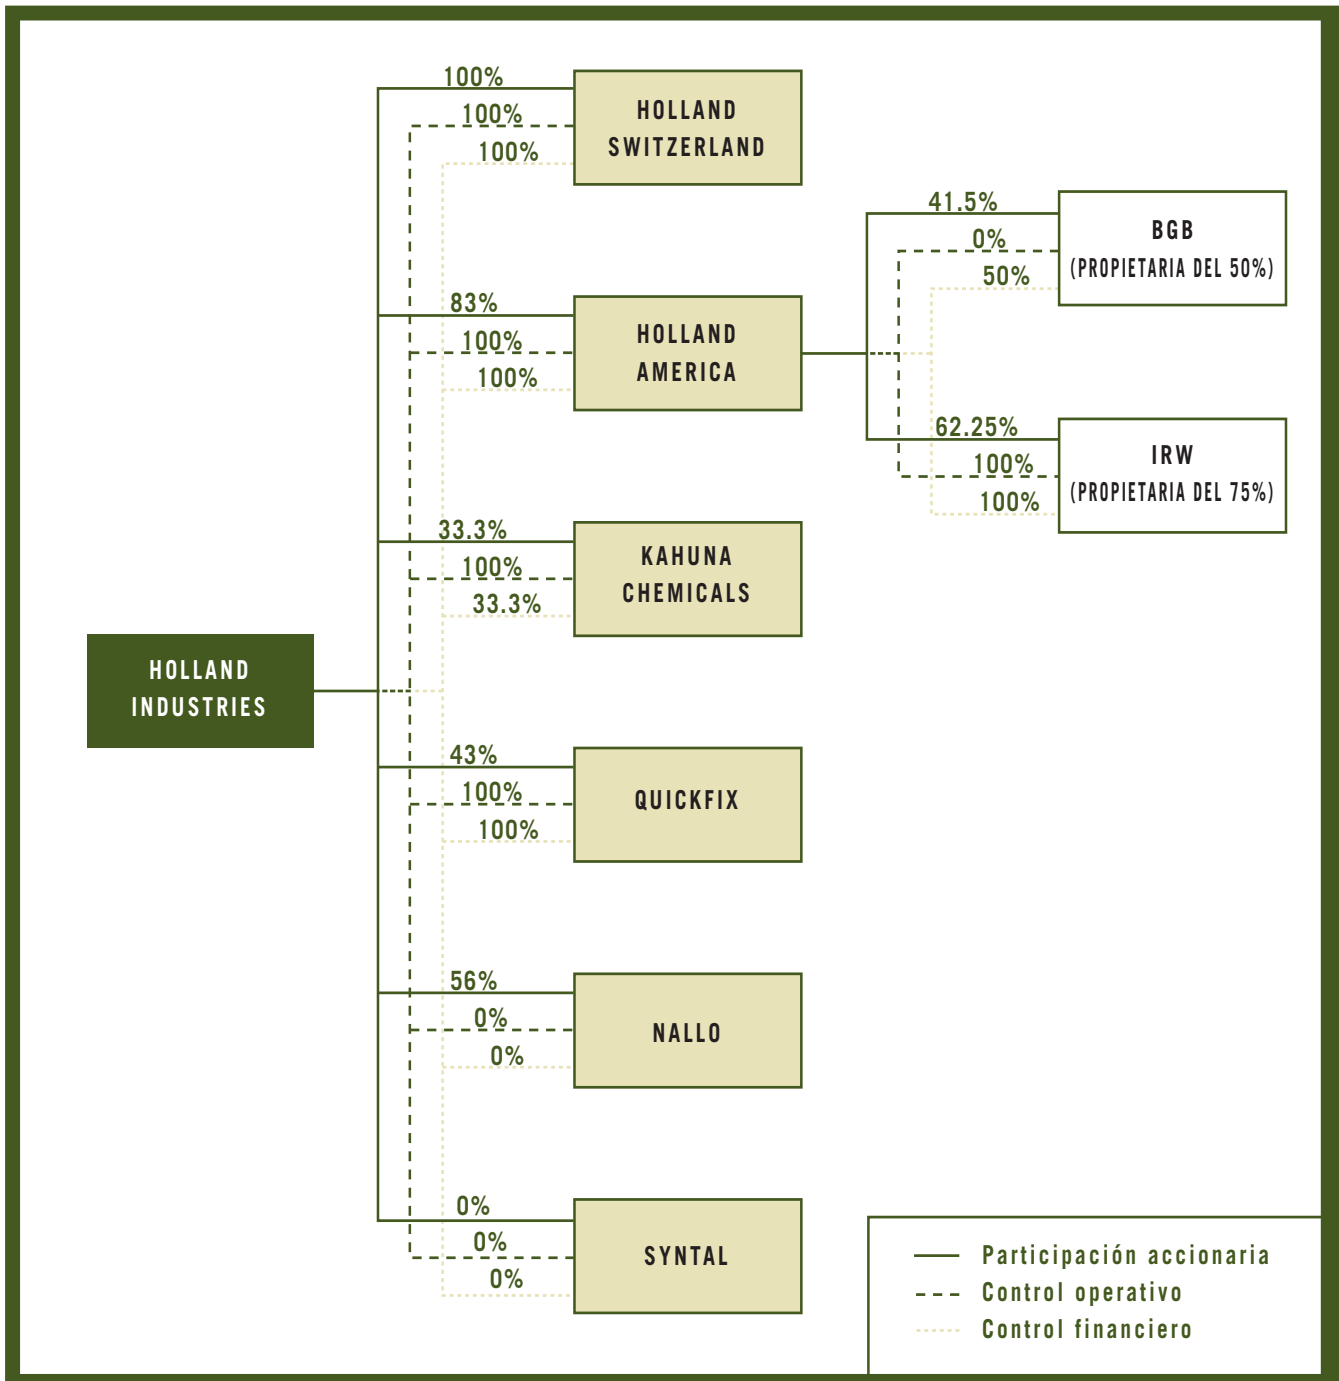 HOLLAND
INDUSTRIES
100%
100%
100%
HOLLAND
SWITZERLAND
83%
100%
100%
HOLLAND
AMERICA
41.5%
0%
50%
BGB
(PROPIETARIA DEL 50%)
62.25%
100%
100%
IRW
(PROPIETARIA DEL 75%)
33.3%
100%
33.3%
KAHUNA
CHEMICALS
43%
100%
100%
QUICKFIX
56%
0%
0%
NALLO
0%
0%
0%
SYNTAL
Participación accionaria
Control operativo
Control financiero